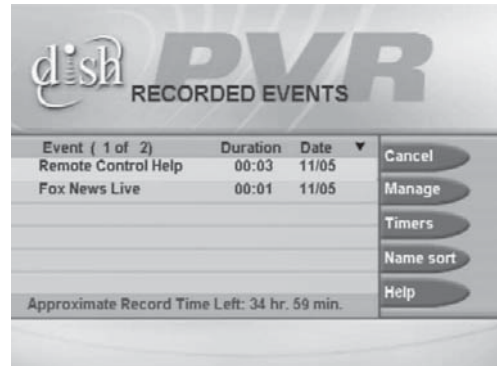 dish PVR
RECORDED EVENTS
Event ( 1 of 2) Duration Date ▼
Remote Control Help 00:03 11/05
Fox News Live 00:01 11/05
Approximate Record Time Left: 34 hr. 59 min.
Cancel
Manage
Timers
Name sort
Help